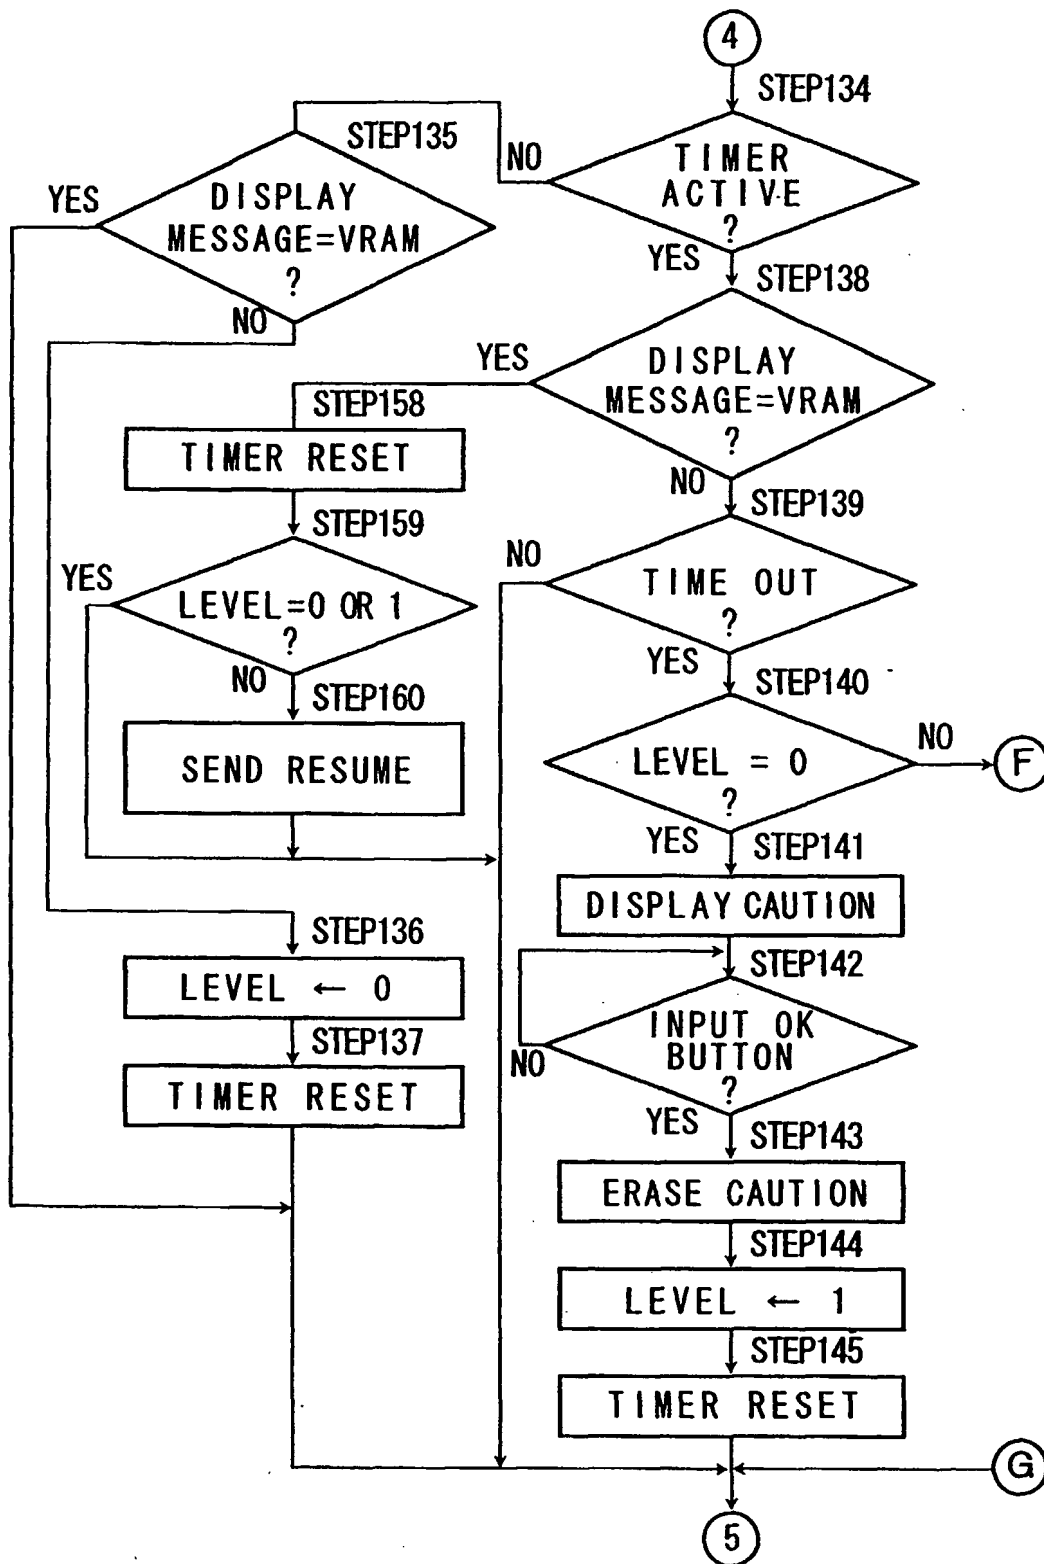 4
STEP134
TIMER
ACTIVE
?
NO
YES
STEP135
DISPLAY
MESSAGE=VRAM
?
YES
NO
STEP138
DISPLAY
MESSAGE=VRAM
?
YES
NO
STEP158
TIMER RESET
STEP159
LEVEL=0 OR 1
?
YES
NO
STEP160
SEND RESUME
STEP139
TIME OUT
?
NO
YES
STEP140
LEVEL = 0
?
NO
F
YES
STEP141
DISPLAY CAUTION
STEP142
INPUT OK
BUTTON
?
NO
YES
STEP143
ERASE CAUTION
STEP144
LEVEL ← 1
STEP145
TIMER RESET
STEP136
LEVEL ← 0
STEP137
TIMER RESET
G
5